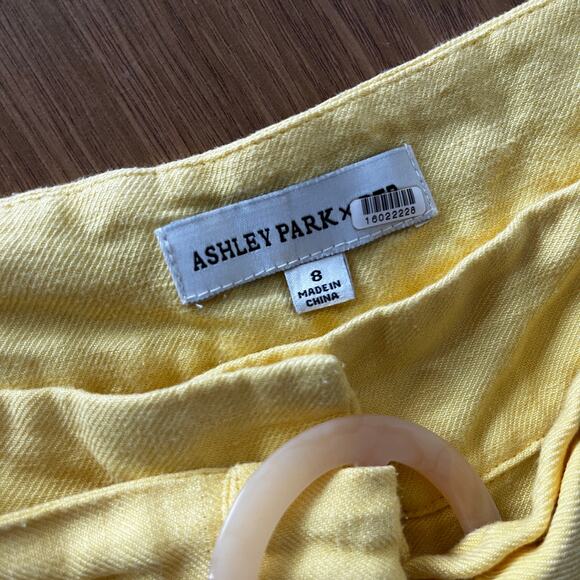 ASHLEY PARK ×
16022228
8
MADE IN
CHINA